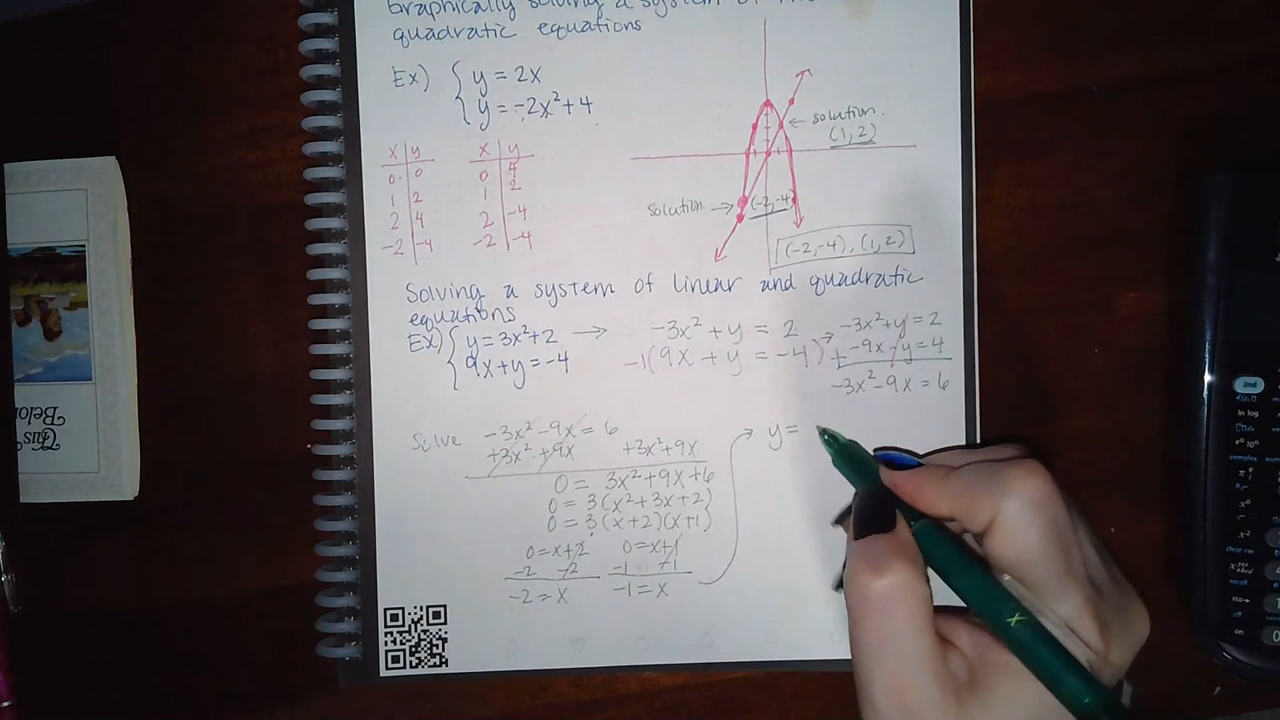 Graphically solving a system of
quadratic equations
Ex) { y = 2x
y = -2x²+4
x | y
0 | 0
1 | 2
2 | 4
-2 | -4
x | y
0 | 4
1 | 2
2 | -4
-2 | -4
← solution.
(1, 2)
solution → (-2,-4)
(-2,-4), (1, 2)
Solving a system of linear and quadratic
equations
Ex) { y = 3x²+2 →
9x+y = -4
-3x² + y = 2
-1(9x + y = -4) →
-3x²+y = 2
+ -9x - y = 4
-3x² - 9x = 6
Solve -3x² - 9x = 6
+3x² + 9x +3x²+9x
0 = 3x²+9x+6
0 = 3(x²+3x+2)
0 = 3(x+2)(x+1)
0 = x+2 0 = x+1
-2 -2 -1 -1
-2 = x -1 = x
→ y =
This
Belon
2nd